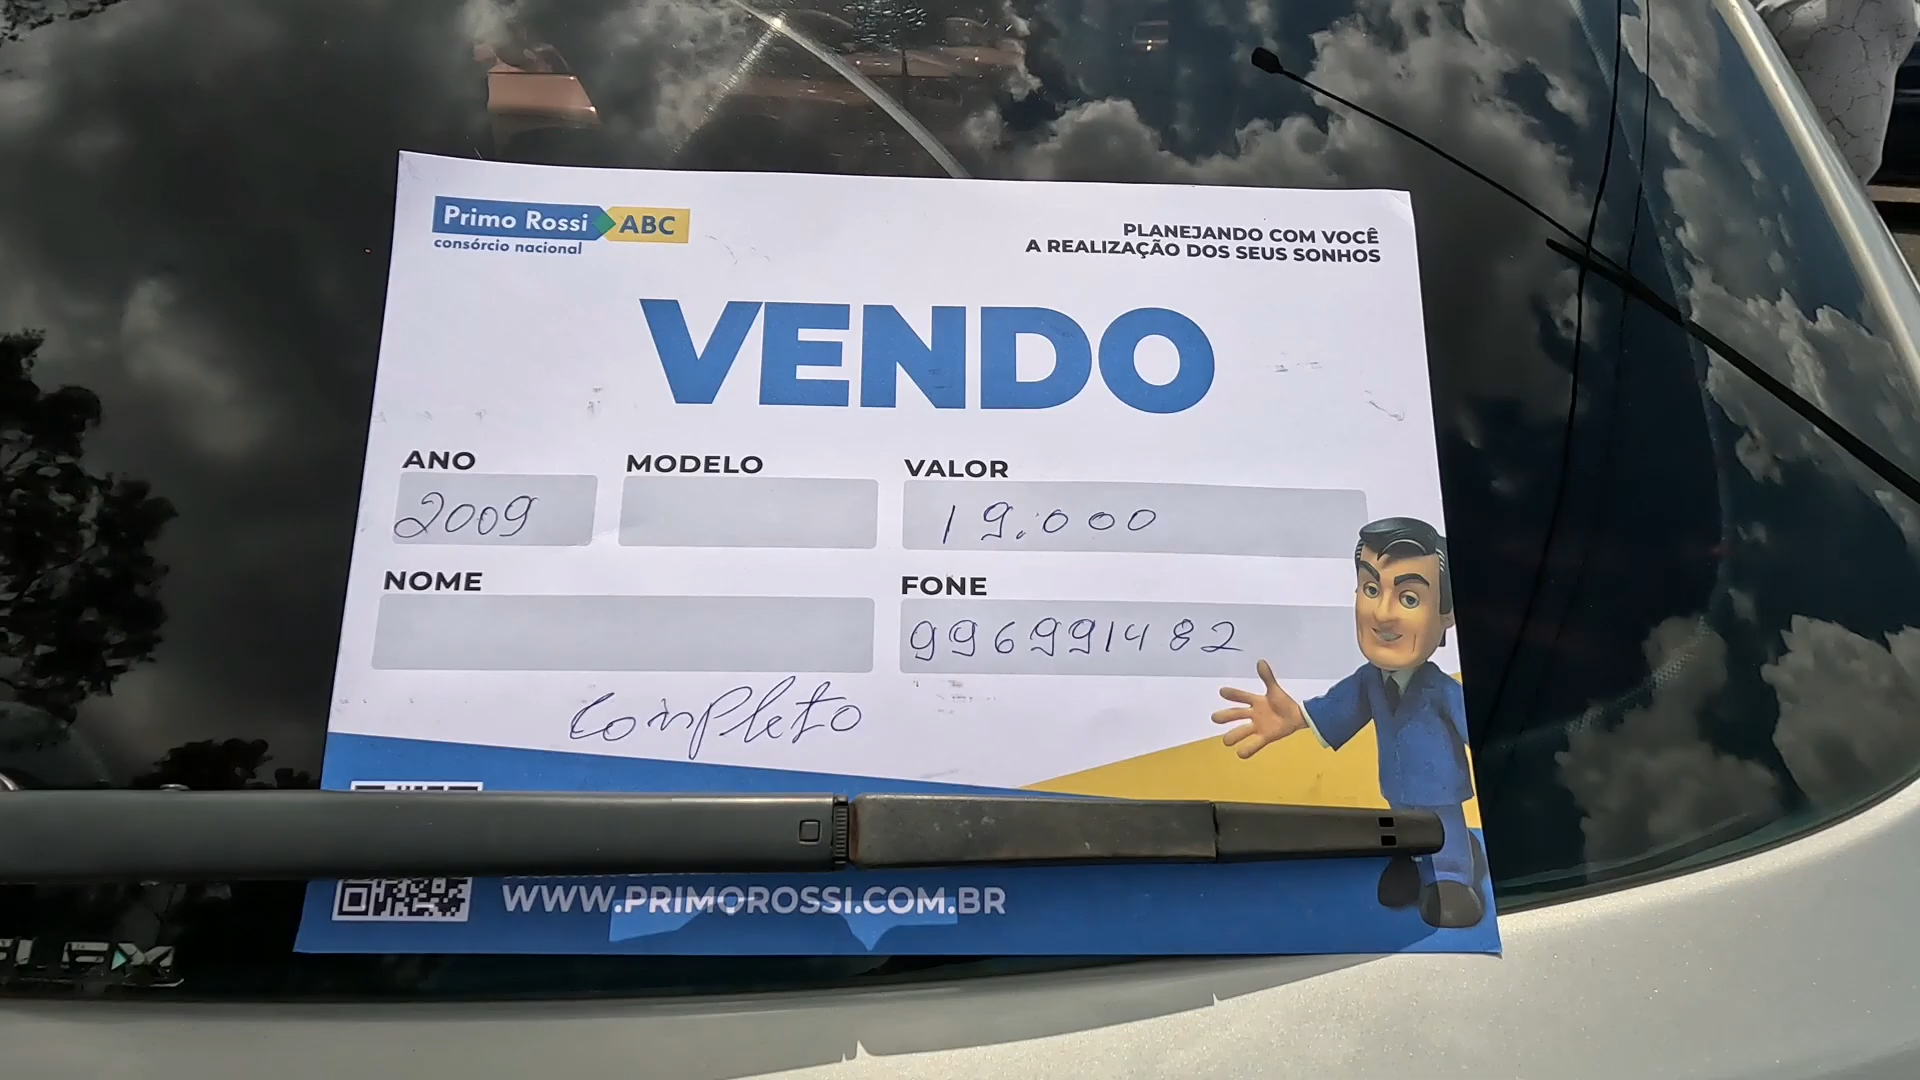 Primo Rossi ABC
consórcio nacional
PLANEJANDO COM VOCÊ
A REALIZAÇÃO DOS SEUS SONHOS
VENDO
ANO
2009
MODELO
VALOR
19.000
NOME
FONE
996991482
Completo
WWW.PRIMOROSSI.COM.BR
FLEX